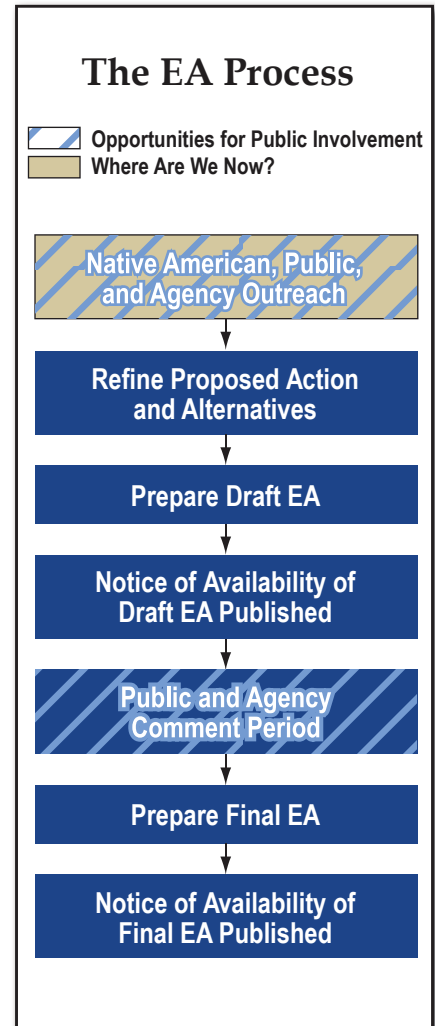 The EA Process
Opportunities for Public Involvement
Where Are We Now?
Native American, Public,
and Agency Outreach
Refine Proposed Action
and Alternatives
Prepare Draft EA
Notice of Availability of
Draft EA Published
Public and Agency
Comment Period
Prepare Final EA
Notice of Availability of
Final EA Published